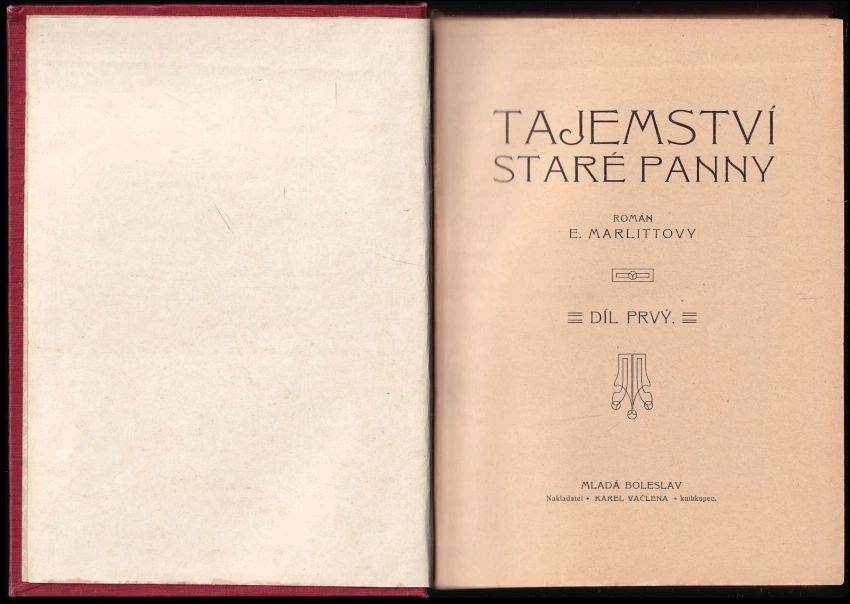 TAJEMSTVÍ
STARÉ PANNY
ROMÁN
E. MARLITTOVY
DÍL PRVÝ.
MLADÁ BOLESLAV
Nakladatel • KAREL VAČLENA • knihkupec.